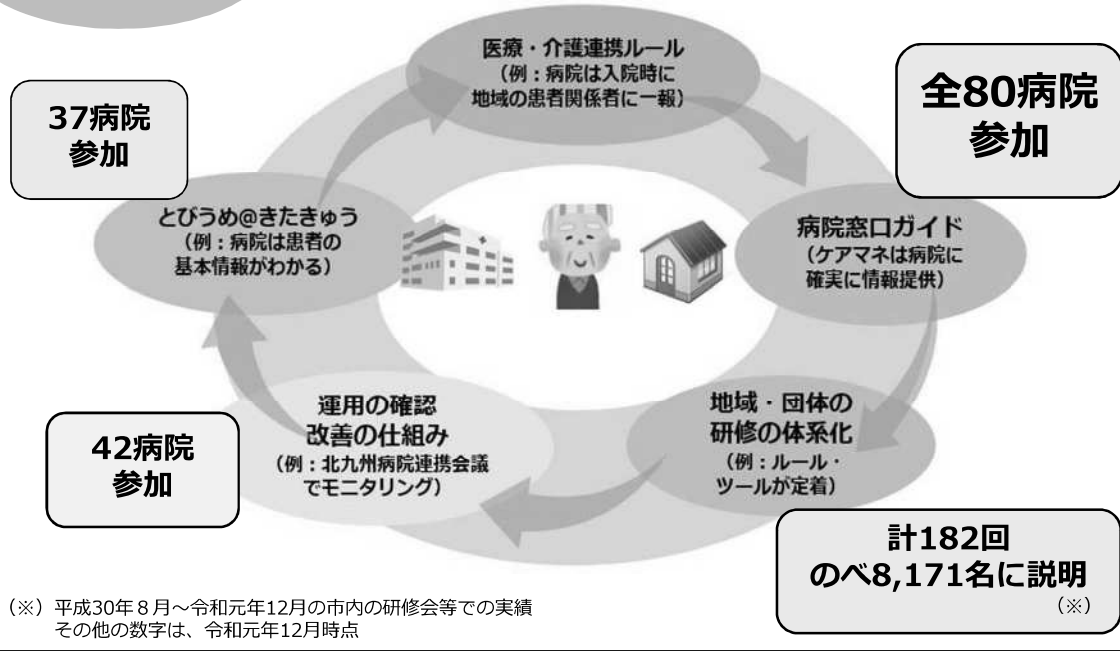 医療・介護連携ルール
（例：病院は入院時に
地域の患者関係者に一報）
全80病院
参加
37病院
参加
とびうめ@きたきゅう
（例：病院は患者の
基本情報がわかる）
病院窓口ガイド
（ケアマネは病院に
確実に情報提供）
運用の確認
改善の仕組み
（例：北九州病院連携会議
でモニタリング）
地域・団体の
研修の体系化
（例：ルール・
ツールが定着）
42病院
参加
計182回
のべ8,171名に説明
（※）
（※）平成30年８月～令和元年12月の市内の研修会等での実績
その他の数字は、令和元年12月時点